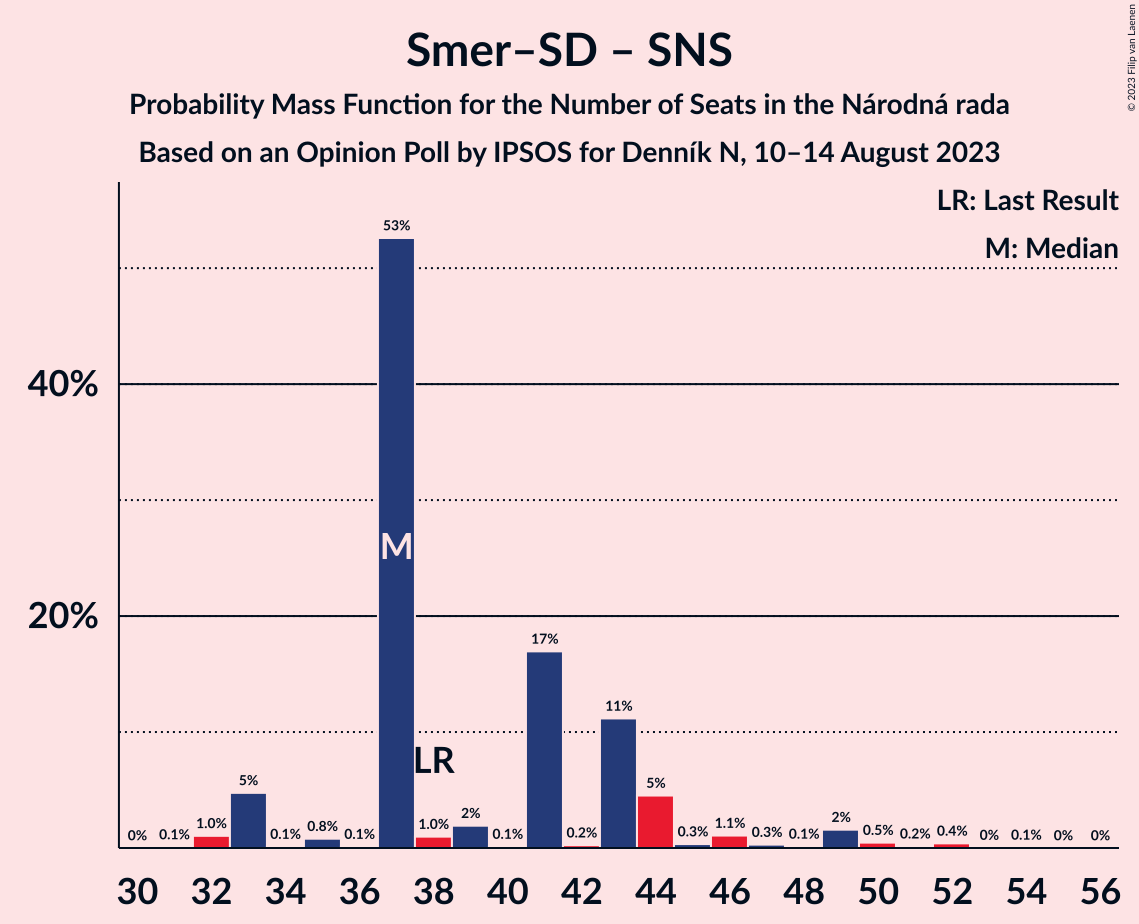 Smer–SD – SNS
Probability Mass Function for the Number of Seats in the Národná rada
Based on an Opinion Poll by IPSOS for Denník N, 10–14 August 2023
© 2023 Filip van Laenen
LR: Last Result
M: Median
53%
40%
M
20%
17%
11%
LR
0% 0.1% 1.0% 5% 0.1% 0.8% 0.1% 1.0% 2% 0.1% 0.2% 5% 0.3% 1.1% 0.3% 0.1% 2% 0.5% 0.2% 0.4% 0% 0.1% 0% 0%
30 32 34 36 38 40 42 44 46 48 50 52 54 56